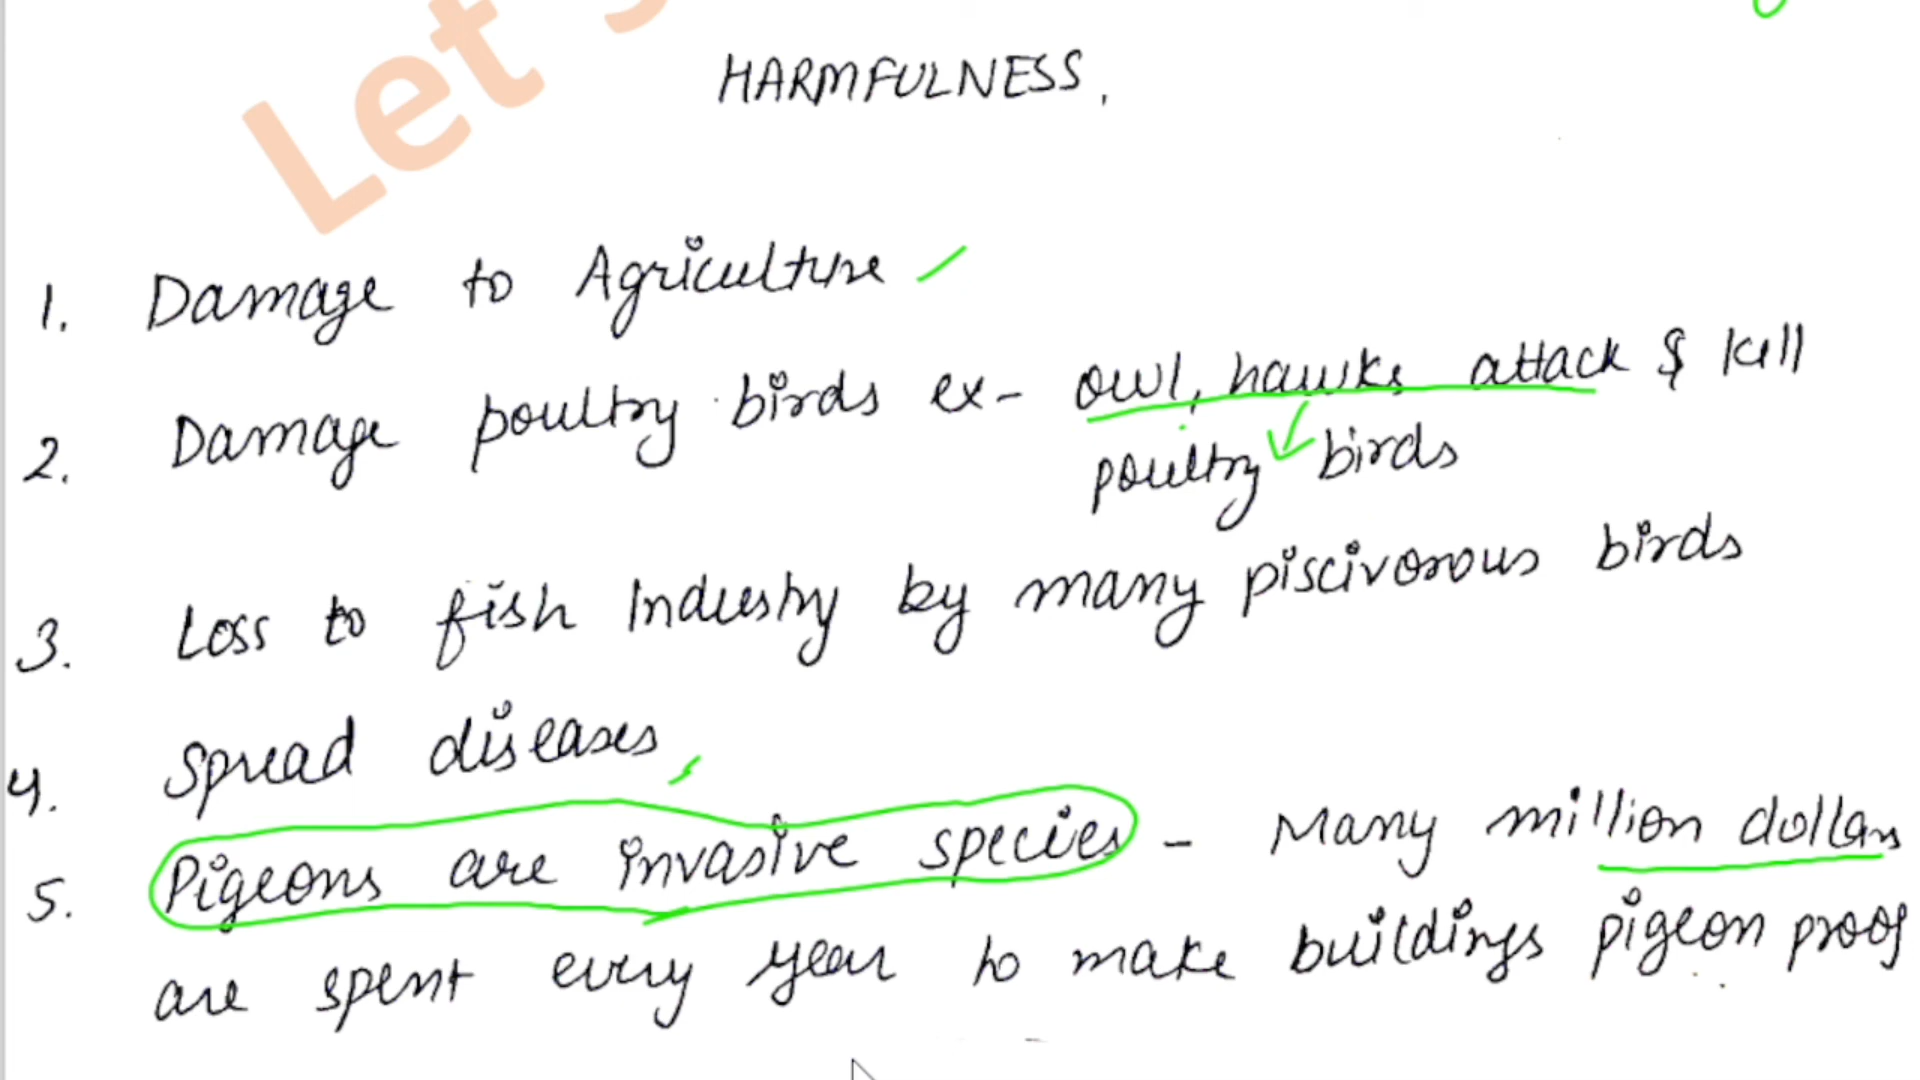 Let
HARMFULNESS.
1. Damage to Agriculture
2. Damage poultry birds ex- owl, hawks attack & kill
poultry birds
3. Loss to fish Industry by many piscivorous birds
4. Spread diseases
5. Pigeons are invasive species - Many million dollars
are spent every year to make buildings pigeon proof